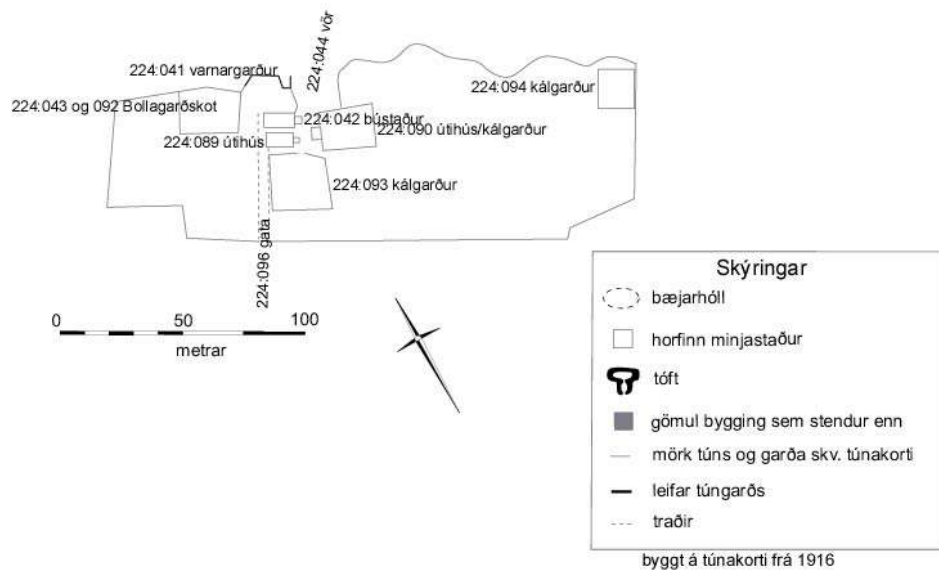 224:044 vör
224:041 varnargarður
224:094 kálgarður
224:043 og 092 Bollagarðskot
224:042 bústaður
224:090 útihús/kálgarður
224:089 útihús
224:093 kálgarður
224:096 gata
0 50 100
metrar
Skýringar
bæjarhóll
horfinn minjastaður
tóft
gömul bygging sem stendur enn
mörk túns og garða skv. túnakorti
leifar túngarðs
traðir
byggt á túnakorti frá 1916